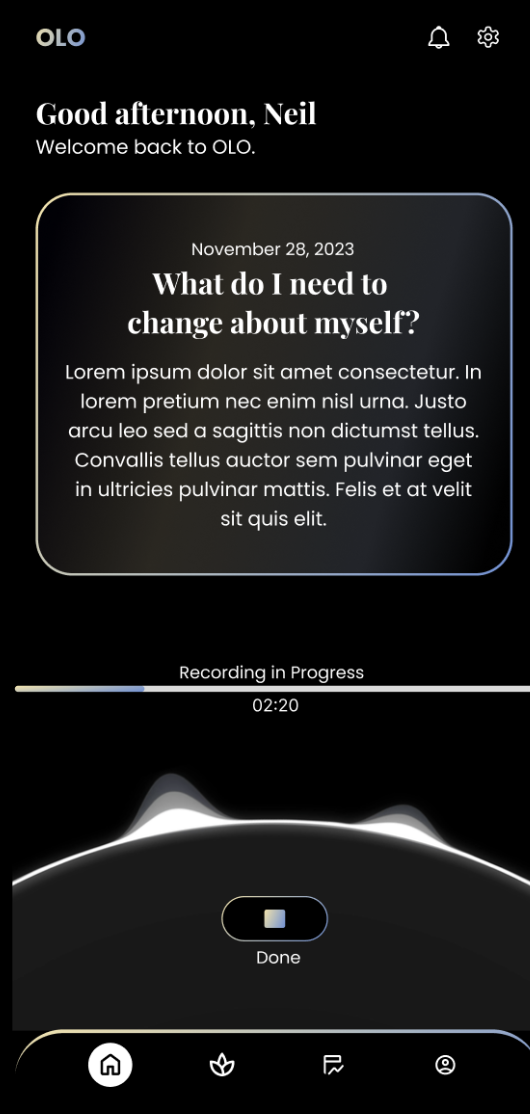 OLO
Good afternoon, Neil
Welcome back to OLO.
November 28, 2023
What do I need to
change about myself?
Lorem ipsum dolor sit amet consectetur. In
lorem pretium nec enim nisl urna. Justo
arcu leo sed a sagittis non dictumst tellus.
Convallis tellus auctor sem pulvinar eget
in ultricies pulvinar mattis. Felis et at velit
sit quis elit.
Recording in Progress
02:20
Done